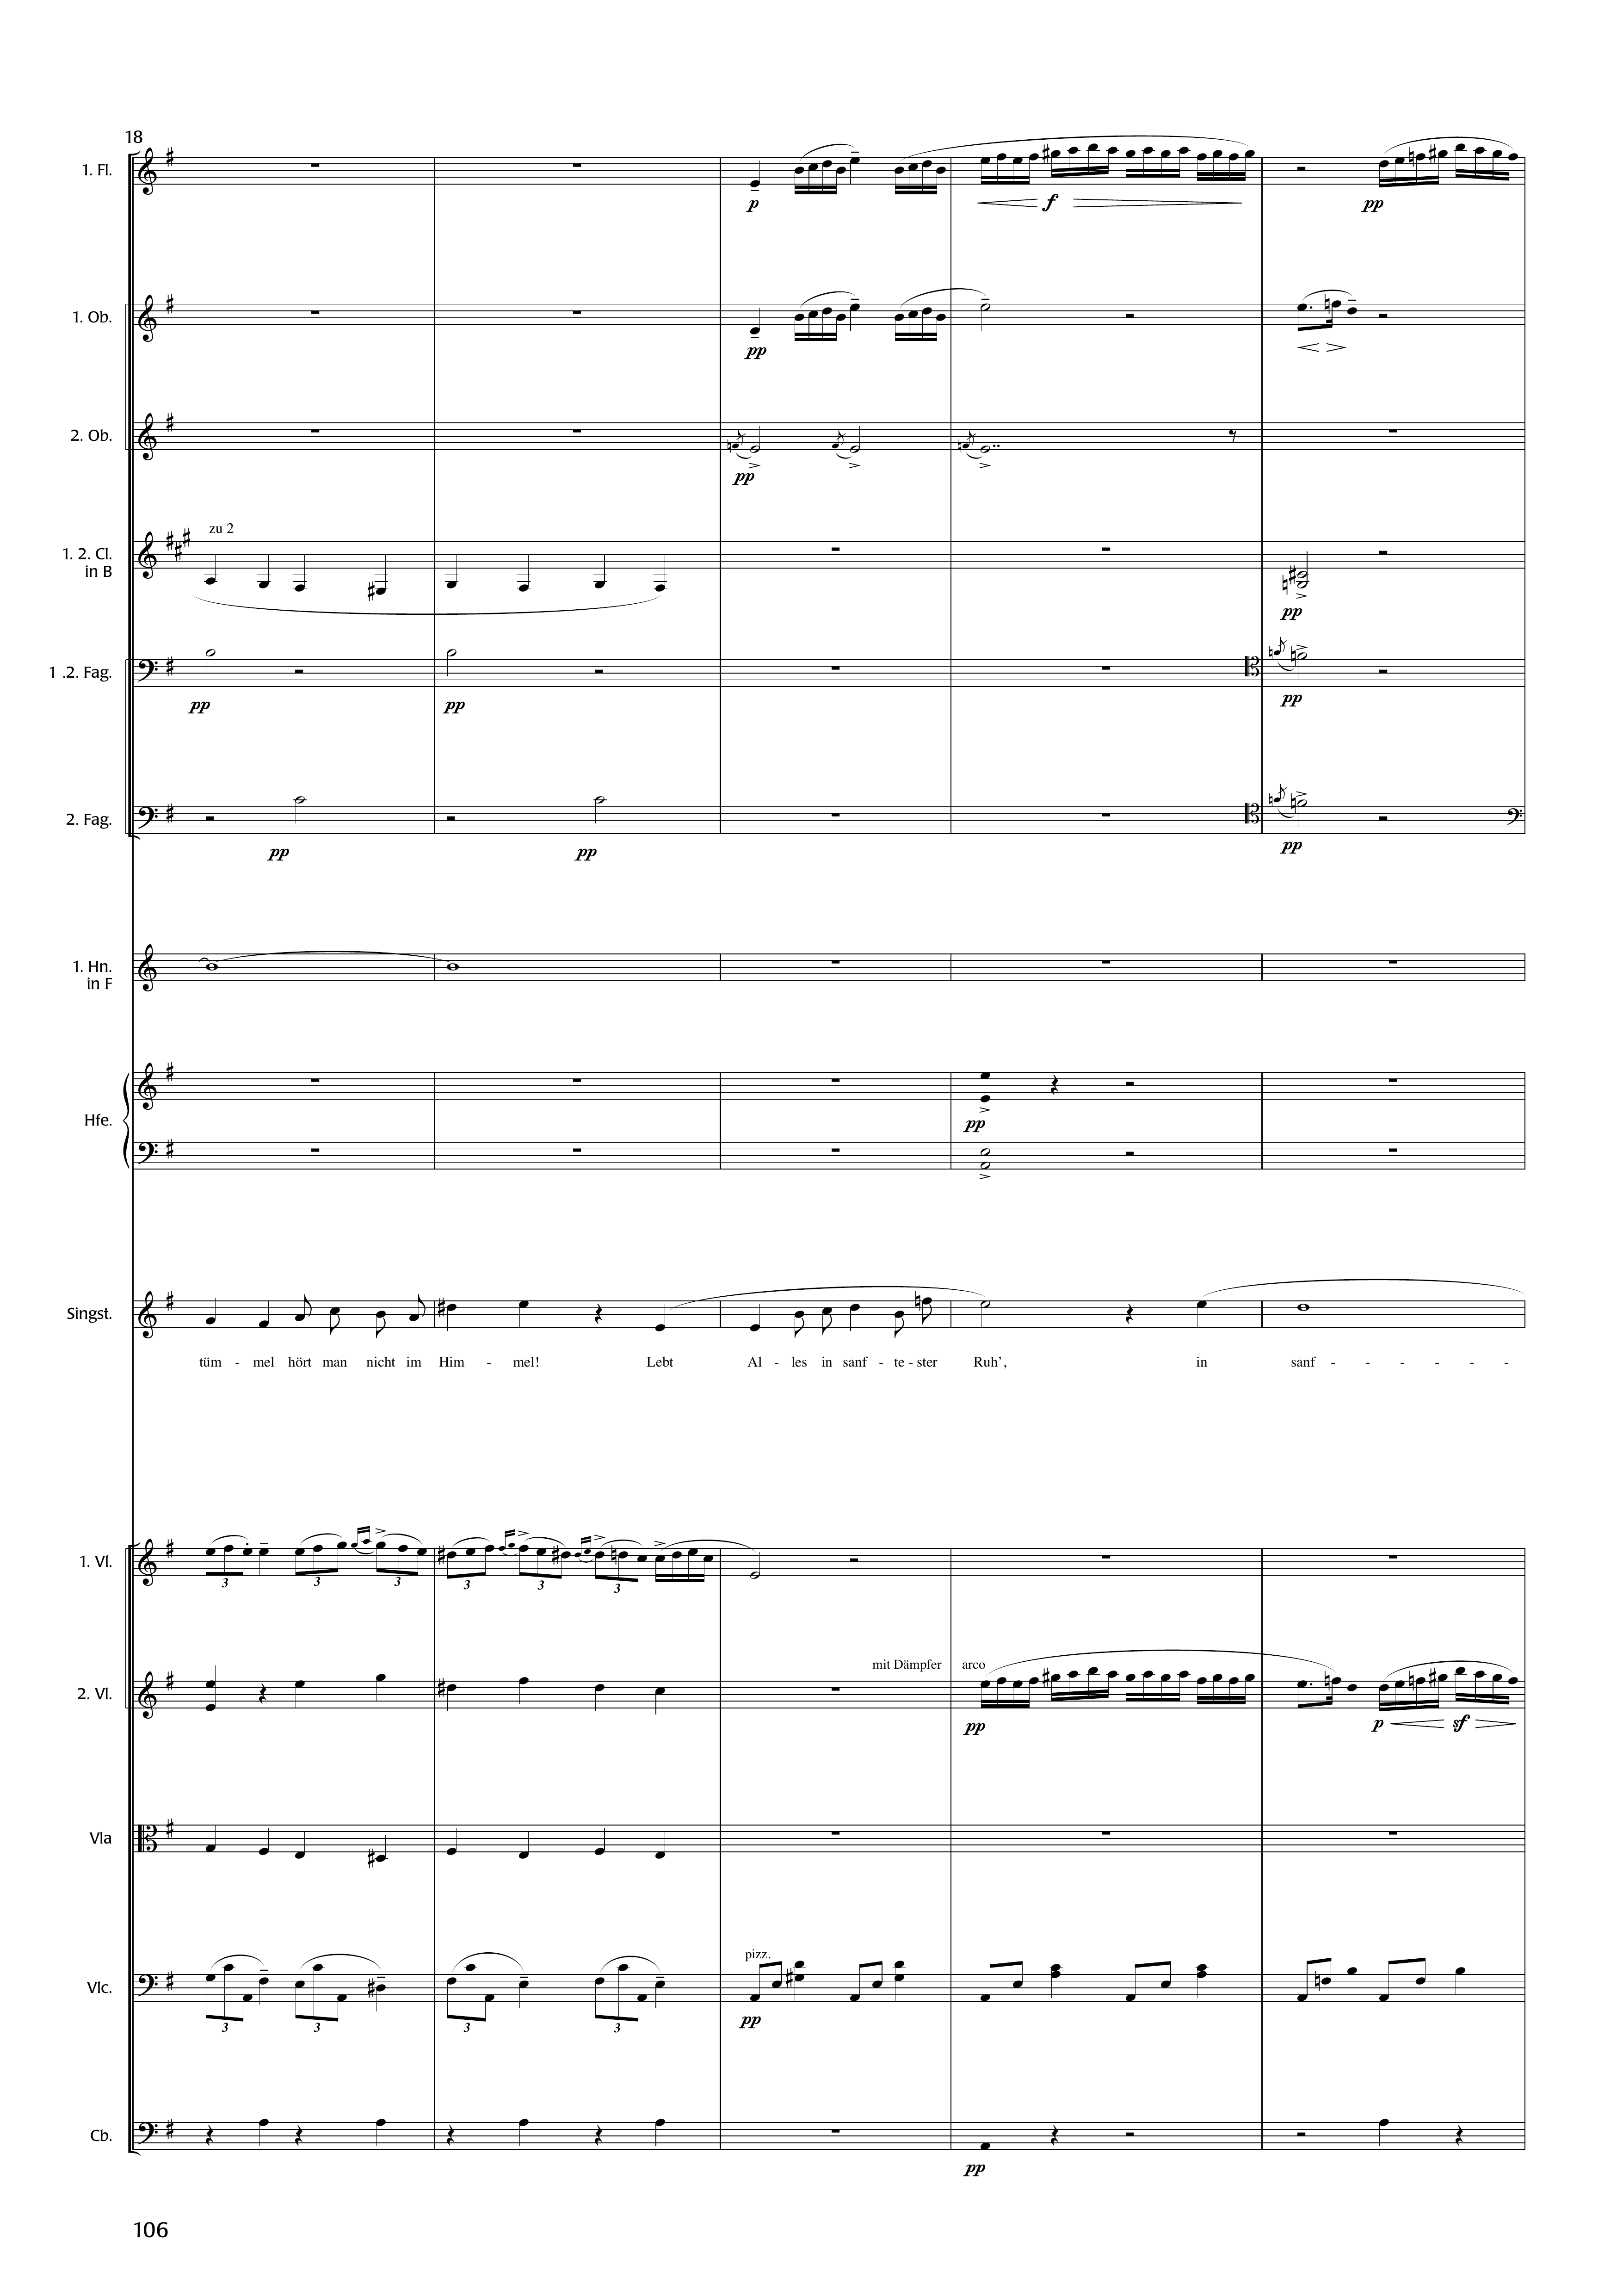 18
1. Fl.
p
f
pp
1. Ob.
pp
2. Ob.
pp
zu 2
1. 2. Cl.
in B
pp
1 .2. Fag.
pp
pp
pp
2. Fag.
pp
pp
pp
1. Hn.
in F
Hfe.
pp
Singst.
tüm - mel hört man nicht im Him - mel! Lebt Al - les in sanf - te - ster Ruh’, in sanf - - - - - -
1. Vl.
3 3 3 3 3 3
mit Dämpfer arco
2. Vl.
pp
p sf
Vla
pizz.
Vlc.
3 3 3 3
pp
Cb.
pp
106